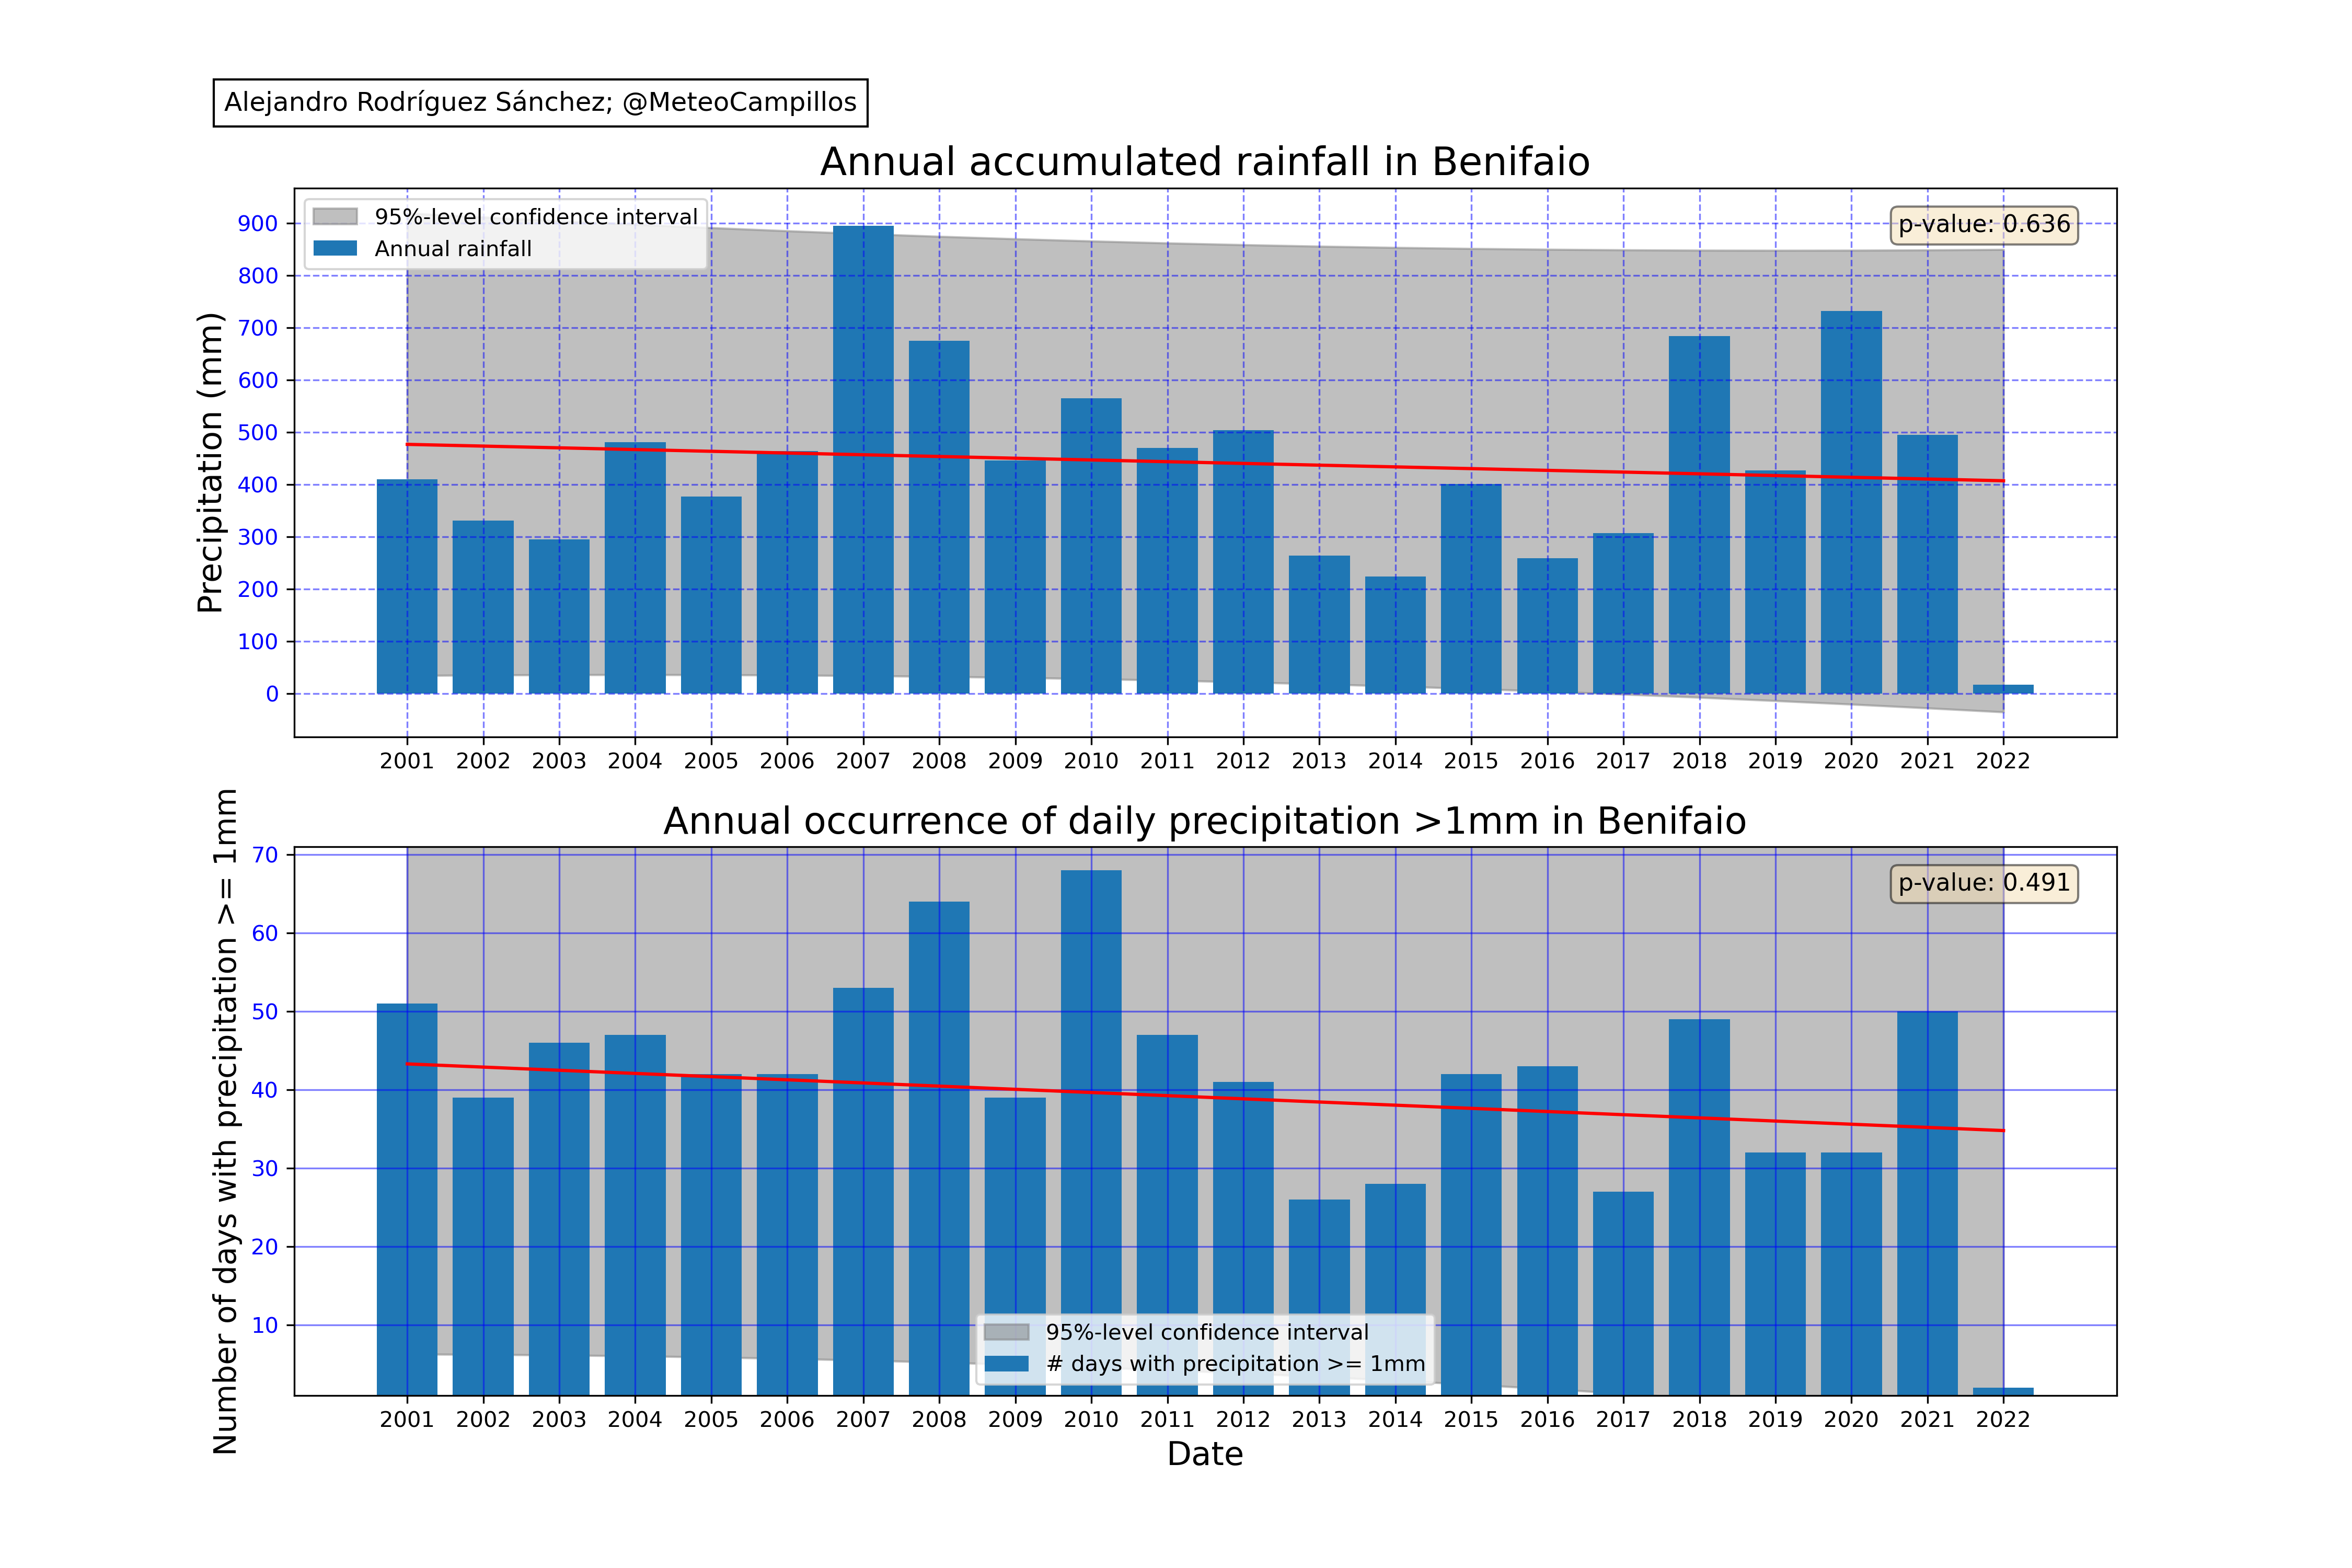 Alejandro Rodríguez Sánchez; @MeteoCampillos
Annual accumulated rainfall in Benifaio
95%-level confidence interval
Annual rainfall
p-value: 0.636
Precipitation (mm)
900
800
700
600
500
400
300
200
100
0
2001 2002 2003 2004 2005 2006 2007 2008 2009 2010 2011 2012 2013 2014 2015 2016 2017 2018 2019 2020 2021 2022
Annual occurrence of daily precipitation >1mm in Benifaio
p-value: 0.491
Number of days with precipitation >= 1mm
70
60
50
40
30
20
10
95%-level confidence interval
# days with precipitation >= 1mm
2001 2002 2003 2004 2005 2006 2007 2008 2009 2010 2011 2012 2013 2014 2015 2016 2017 2018 2019 2020 2021 2022
Date